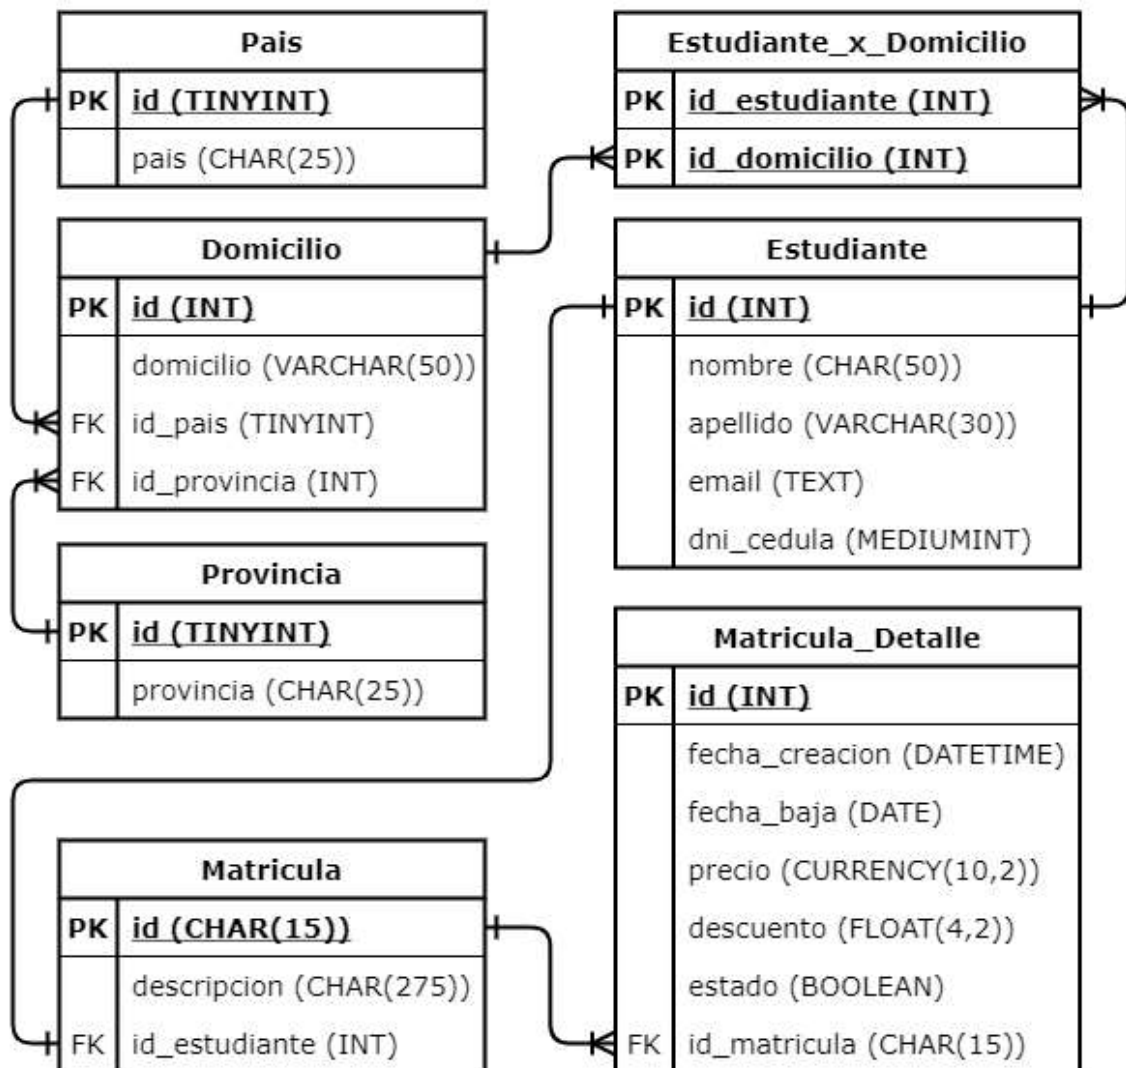 Pais
PK id (TINYINT)
pais (CHAR(25))
Domicilio
PK id (INT)
domicilio (VARCHAR(50))
FK id_pais (TINYINT)
FK id_provincia (INT)
Provincia
PK id (TINYINT)
provincia (CHAR(25))
Matricula
PK id (CHAR(15))
descripcion (CHAR(275))
FK id_estudiante (INT)
Estudiante_x_Domicilio
PK id_estudiante (INT)
PK id_domicilio (INT)
Estudiante
PK id (INT)
nombre (CHAR(50))
apellido (VARCHAR(30))
email (TEXT)
dni_cedula (MEDIUMINT)
Matricula_Detalle
PK id (INT)
fecha_creacion (DATETIME)
fecha_baja (DATE)
precio (CURRENCY(10,2))
descuento (FLOAT(4,2))
estado (BOOLEAN)
FK id_matricula (CHAR(15))